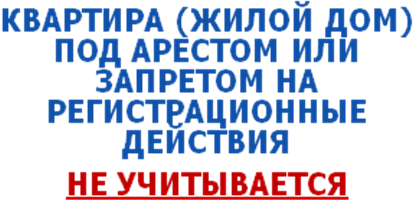 КВАРТИРА (ЖИЛОЙ ДОМ)
ПОД АРЕСТОМ ИЛИ
ЗАПРЕТОМ НА
РЕГИСТРАЦИОННЫЕ
ДЕЙСТВИЯ
НЕ УЧИТЫВАЕТСЯ